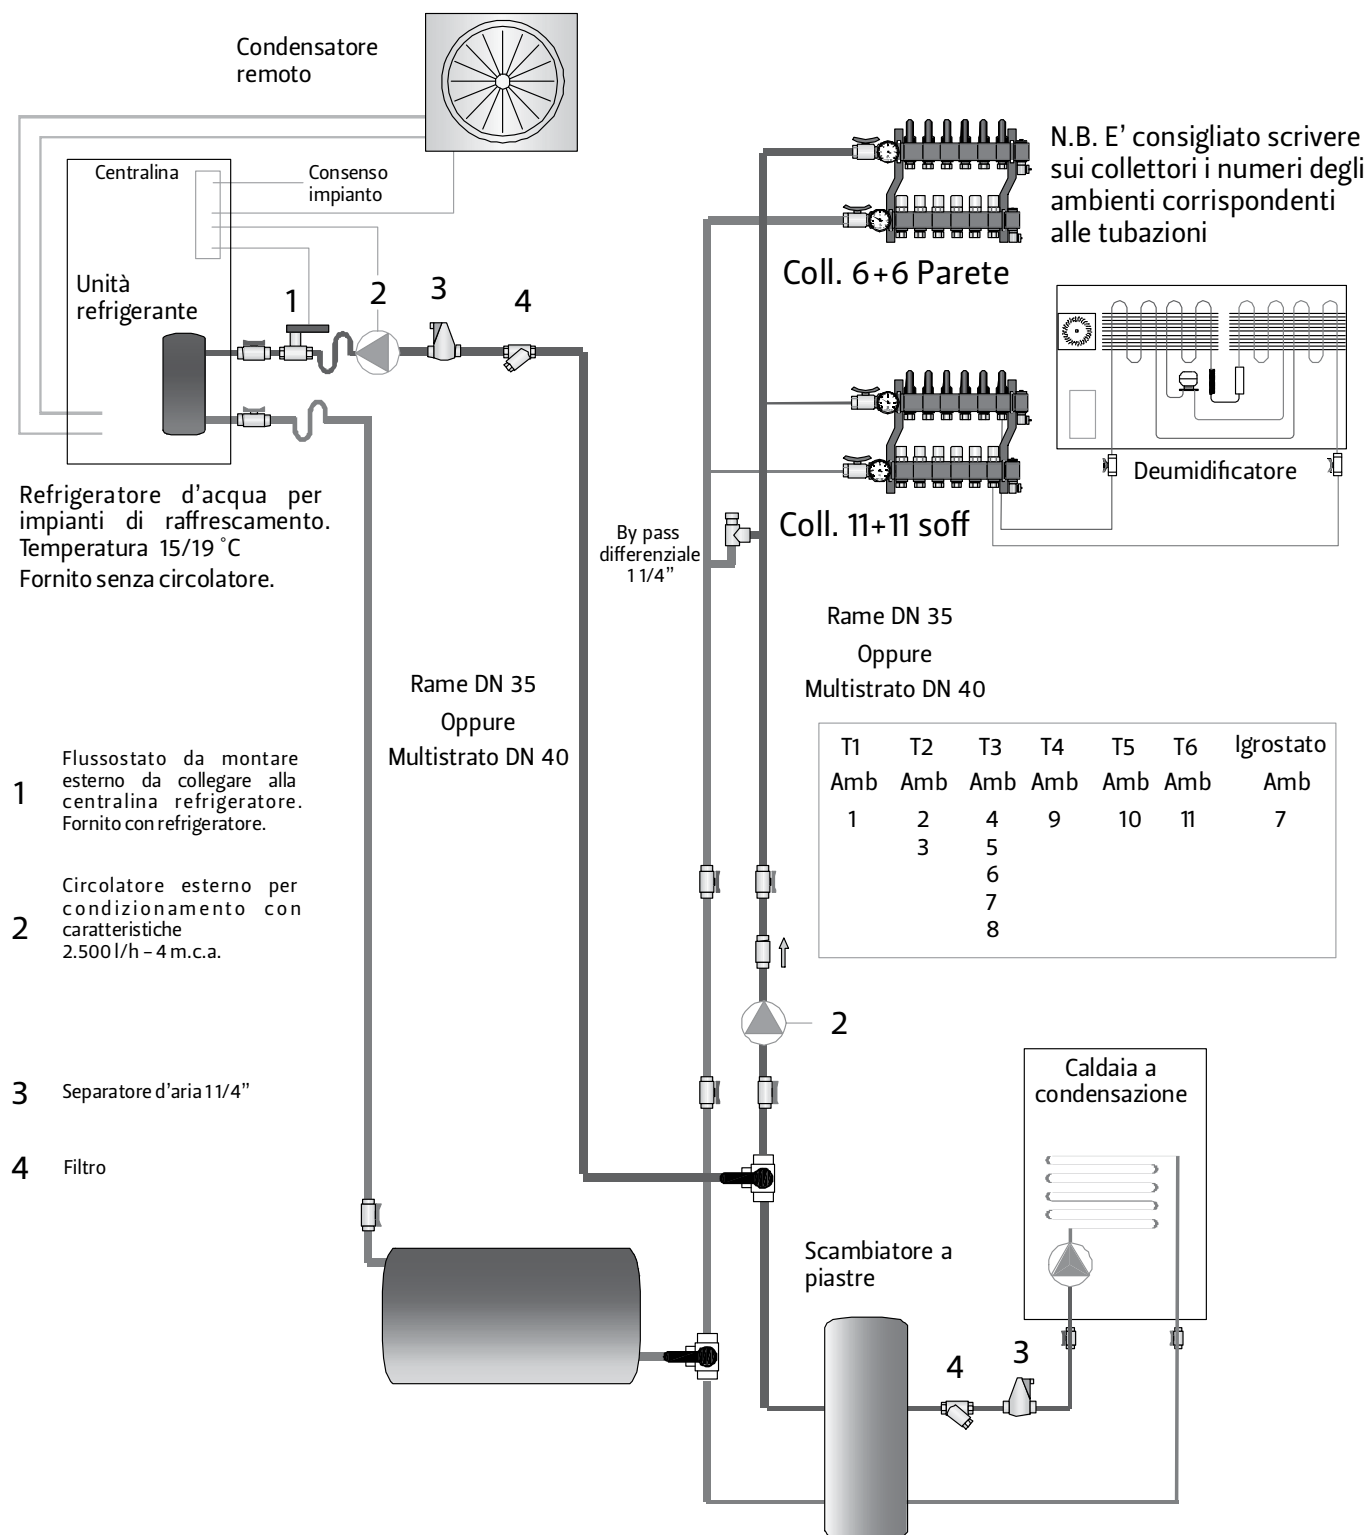 Condensatore
remoto
Centralina
Consenso
impianto
Unità
refrigerante
1
2
3
4
Refrigeratore d'acqua per
impianti di raffrescamento.
Temperatura 15/19 °C
Fornito senza circolatore.
N.B. E' consigliato scrivere
sui collettori i numeri degli
ambienti corrispondenti
alle tubazioni
Coll. 6+6 Parete
Deumidificatore
Coll. 11+11 soff
By pass
differenziale
1 1/4”
Rame DN 35
Oppure
Multistrato DN 40
Rame DN 35
Oppure
Multistrato DN 40
T1 T2 T3 T4 T5 T6 Igrostato
Amb Amb Amb Amb Amb Amb Amb
1 2 4 9 10 11 7
3 5
6
7
8
1 Flussostato da montare
esterno da collegare alla
centralina refrigeratore.
Fornito con refrigeratore.
2 Circolatore esterno per
condizionamento con
caratteristiche
2.500 l/h – 4 m.c.a.
3 Separatore d'aria 1 1/4”
4 Filtro
2
Caldaia a
condensazione
Scambiatore a
piastre
4
3